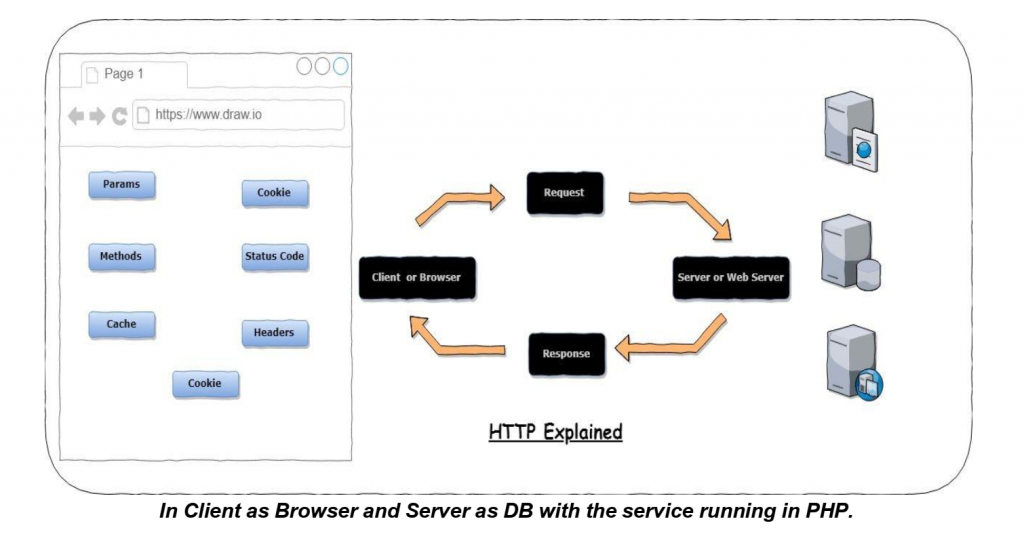 Page 1
https://www.draw.io
Params
Cookie
Methods
Status Code
Cache
Headers
Cookie
Request
Client or Browser
Server or Web Server
Response
HTTP Explained
In Client as Browser and Server as DB with the service running in PHP.